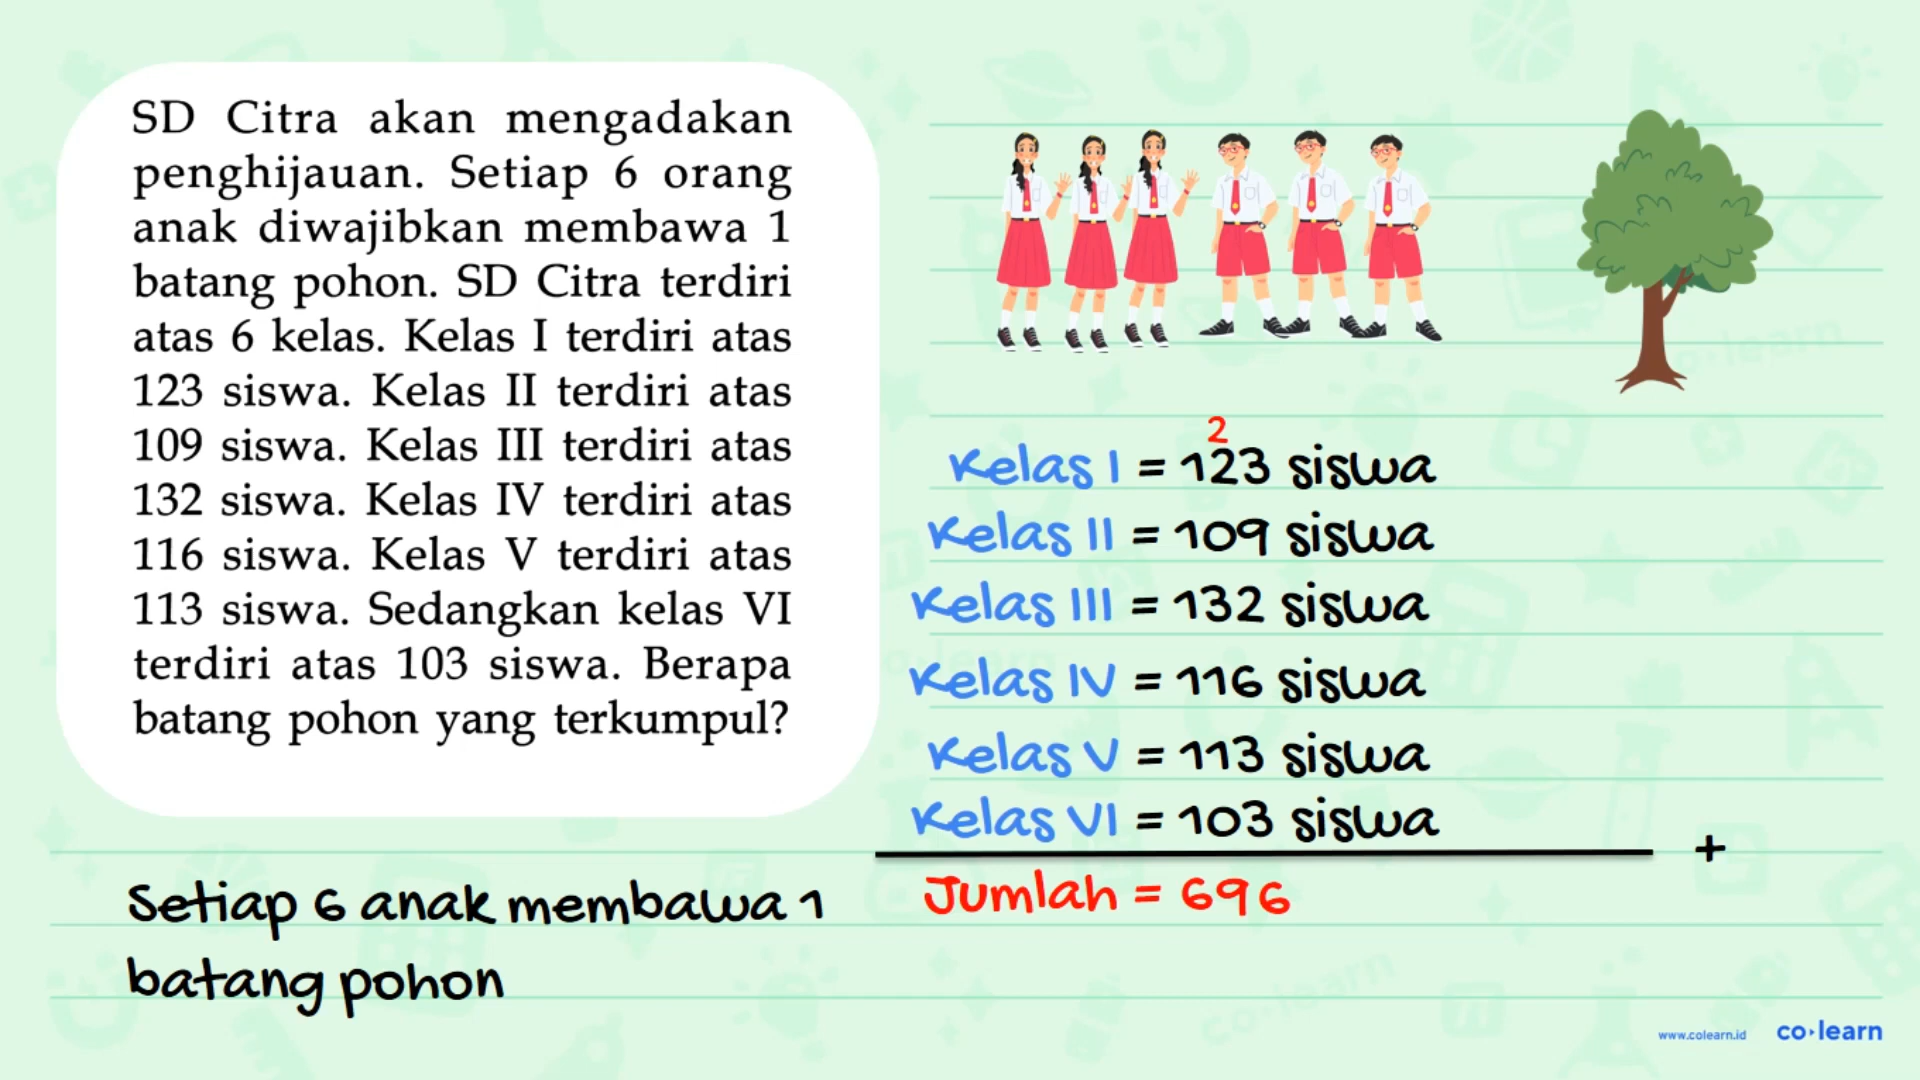 SD Citra akan mengadakan
penghijauan. Setiap 6 orang
anak diwajibkan membawa 1
batang pohon. SD Citra terdiri
atas 6 kelas. Kelas I terdiri atas
123 siswa. Kelas II terdiri atas
109 siswa. Kelas III terdiri atas
132 siswa. Kelas IV terdiri atas
116 siswa. Kelas V terdiri atas
113 siswa. Sedangkan kelas VI
terdiri atas 103 siswa. Berapa
batang pohon yang terkumpul?
Setiap 6 anak membawa 1
batang pohon
2
Kelas I = 123 siswa
Kelas II = 109 siswa
Kelas III = 132 siswa
Kelas IV = 116 siswa
Kelas V = 113 siswa
Kelas VI = 103 siswa
+
Jumlah = 696
www.colearn.id co·learn